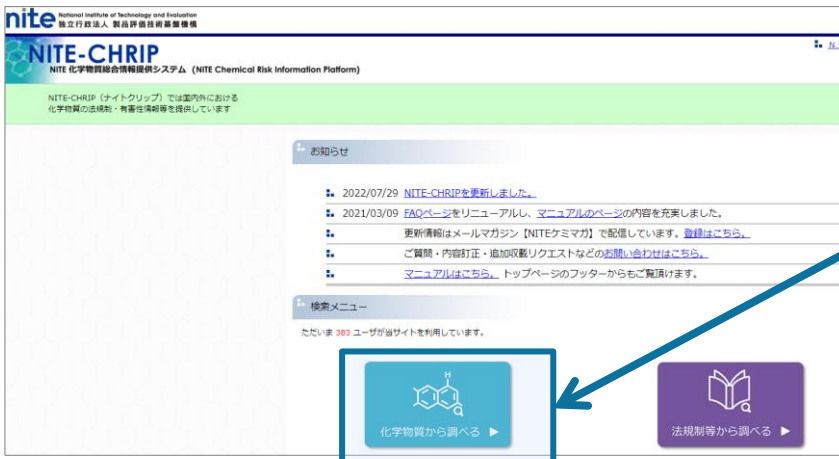 nite National Institute of Technology and Evaluation
独立行政法人 製品評価技術基盤機構
NITE-CHRIP
NITE 化学物質総合情報提供システム (NITE Chemical Risk Information Platform)
NITE-CHRIP（ナイトクリップ）では国内外における
化学物質の法規制・有害性情報等を提供しています
お知らせ
2022/07/29 NITE-CHRIPを更新しました。
2021/03/09 FAQページをリニューアルし、マニュアルのページの内容を充実しました。
更新情報はメールマガジン【NITEケミマガ】で配信しています。登録はこちら。
ご質問・内容訂正・追加収載リクエストなどのお問い合わせはこちら。
マニュアルはこちら。トップページのフッターからもご覧頂けます。
検索メニュー
ただいま 383 ユーザが当サイトを利用しています。
H
化学物質から調べる ▶
法規制等から調べる ▶